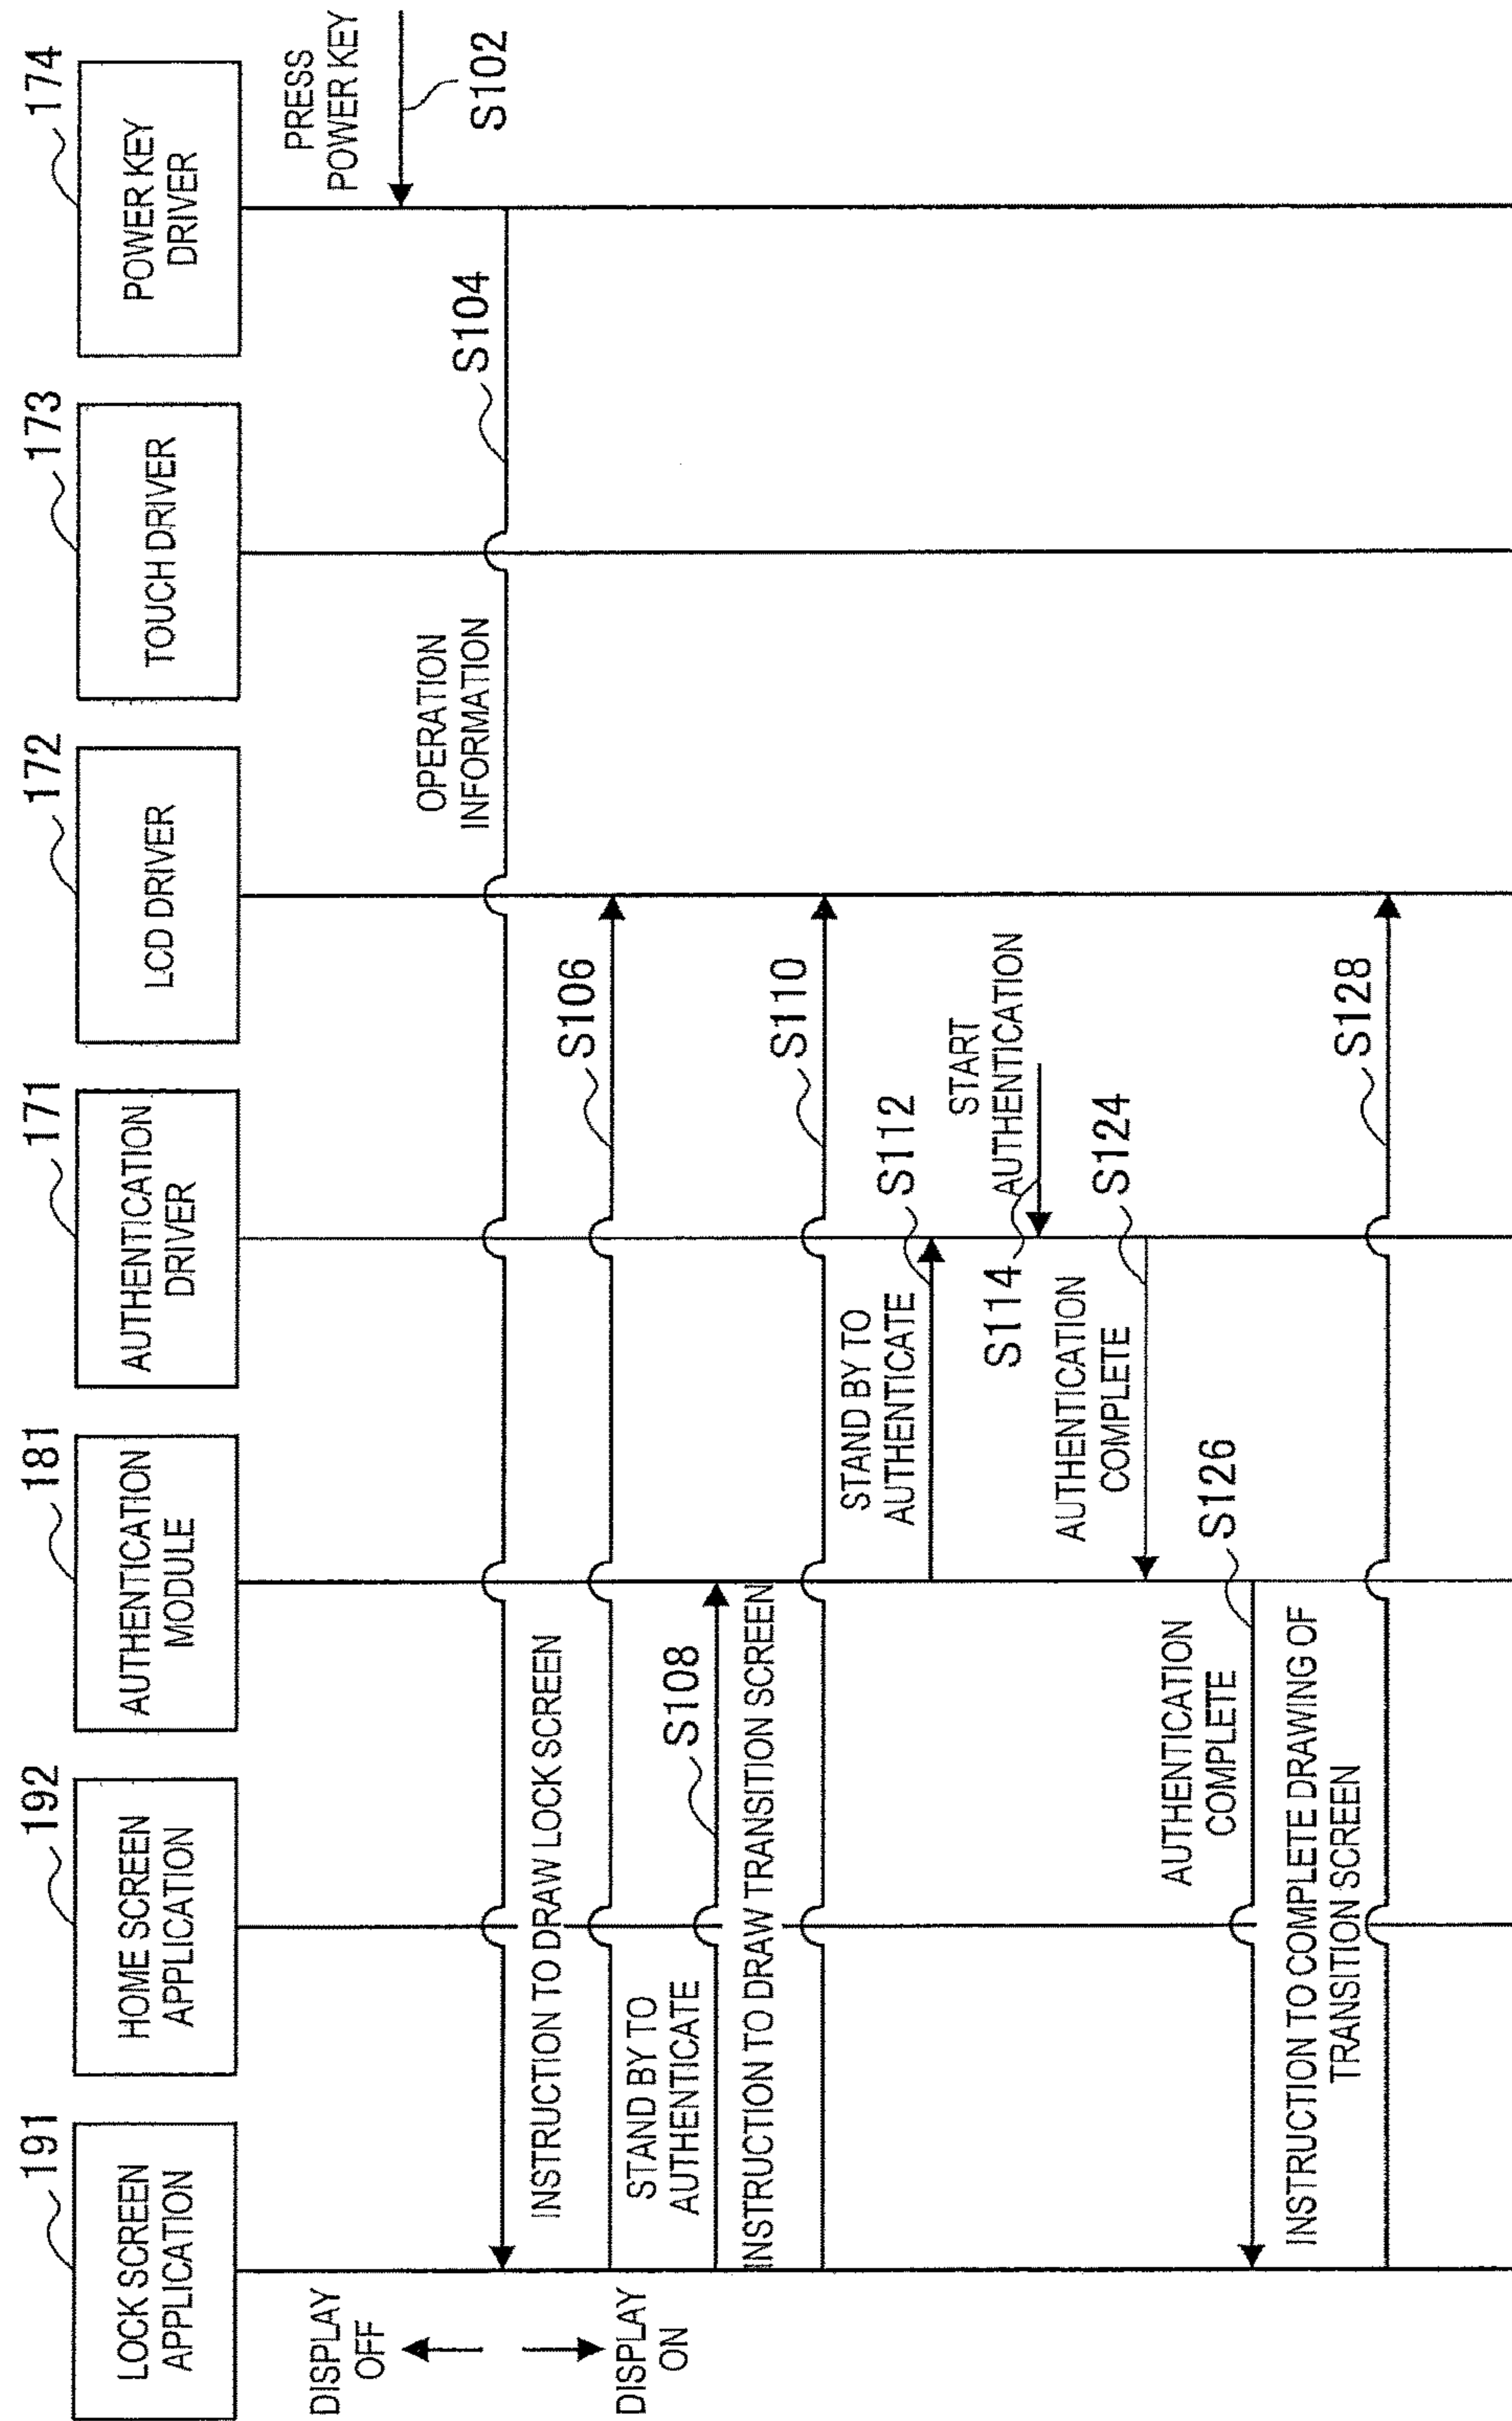 191
LOCK SCREEN
APPLICATION
192
HOME SCREEN
APPLICATION
181
AUTHENTICATION
MODULE
171
AUTHENTICATION
DRIVER
172
LCD DRIVER
173
TOUCH DRIVER
174
POWER KEY
DRIVER
DISPLAY
OFF
DISPLAY
ON
PRESS
POWER KEY
S102
OPERATION
INFORMATION
S104
INSTRUCTION TO DRAW LOCK SCREEN
S106
STAND BY TO
AUTHENTICATE
S108
INSTRUCTION TO DRAW TRANSITION SCREEN
S110
STAND BY TO
AUTHENTICATE
S112
START
AUTHENTICATION
S114
AUTHENTICATION
COMPLETE
S124
AUTHENTICATION
COMPLETE
S126
INSTRUCTION TO COMPLETE DRAWING OF
TRANSITION SCREEN
S128